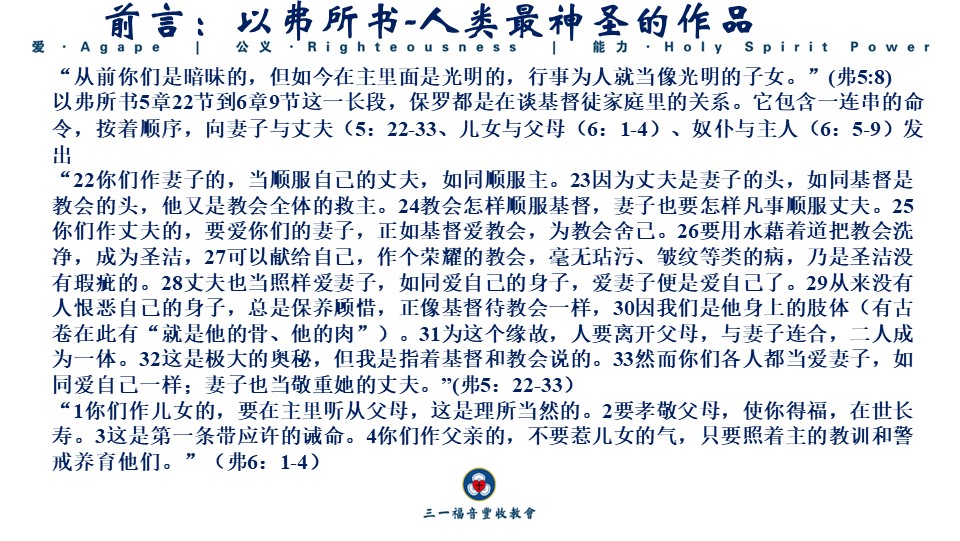 前言：以弗所书-人类最神圣的作品
爱 · Agape | 公义 · Righteousness | 能力 · Holy Spirit Power
“从前你们是暗昧的，但如今在主里面是光明的，行事为人就当像光明的子女。”(弗5:8)
以弗所书5章22节到6章9节这一长段，保罗都是在谈基督徒家庭里的关系。它包含一连串的命
令，按着顺序，向妻子与丈夫（5：22-33、儿女与父母（6：1-4）、奴仆与主人（6：5-9）发
出
“22你们作妻子的，当顺服自己的丈夫，如同顺服主。23因为丈夫是妻子的头，如同基督是
教会的头，他又是教会全体的救主。24教会怎样顺服基督，妻子也要怎样凡事顺服丈夫。25
你们作丈夫的，要爱你们的妻子，正如基督爱教会，为教会舍己。26要用水藉着道把教会洗
净，成为圣洁，27可以献给自己，作个荣耀的教会，毫无玷污、皱纹等类的病，乃是圣洁没
有瑕疵的。28丈夫也当照样爱妻子，如同爱自己的身子，爱妻子便是爱自己了。29从来没有
人恨恶自己的身子，总是保养顾惜，正像基督待教会一样，30因我们是他身上的肢体（有古
卷在此有“就是他的骨、他的肉”）。31为这个缘故，人要离开父母，与妻子连合，二人成
为一体。32这是极大的奥秘，但我是指着基督和教会说的。33然而你们各人都当爱妻子，如
同爱自己一样；妻子也当敬重她的丈夫。”(弗5：22-33）
“1你们作儿女的，要在主里听从父母，这是理所当然的。2要孝敬父母，使你得福，在世长
寿。3这是第一条带应许的诫命。4你们作父亲的，不要惹儿女的气，只要照着主的教训和警
戒养育他们。”（弗6：1-4）
三一福音豐收教會